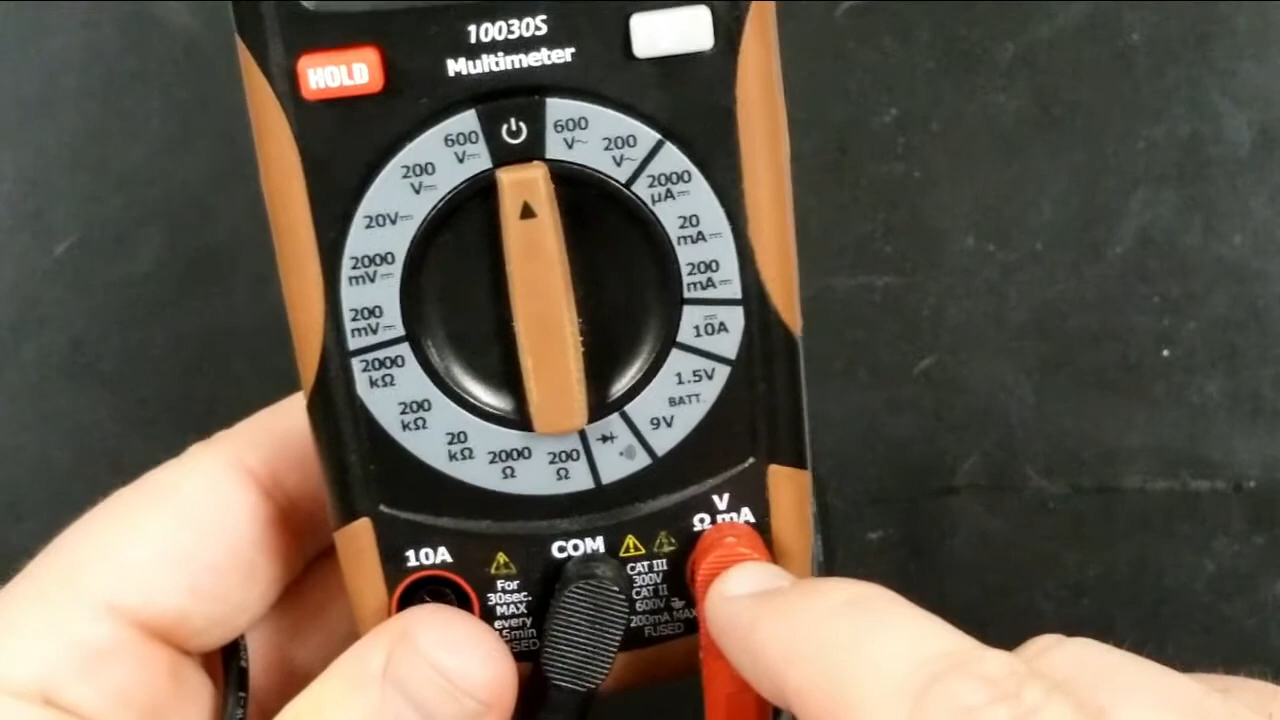 10030S
Multimeter
HOLD
600
V
200
V
20V
2000
mV
200
mV
2000
kΩ
200
kΩ
20
kΩ
2000
Ω
200
Ω
600
V~
200
V~
2000
µA
20
mA
200
mA
10A
1.5V
BATT.
9V
10A
For
30sec.
MAX
every
COM
CAT III
300V
CAT II
600V
200mA MAX
FUSED
V
Ω mA